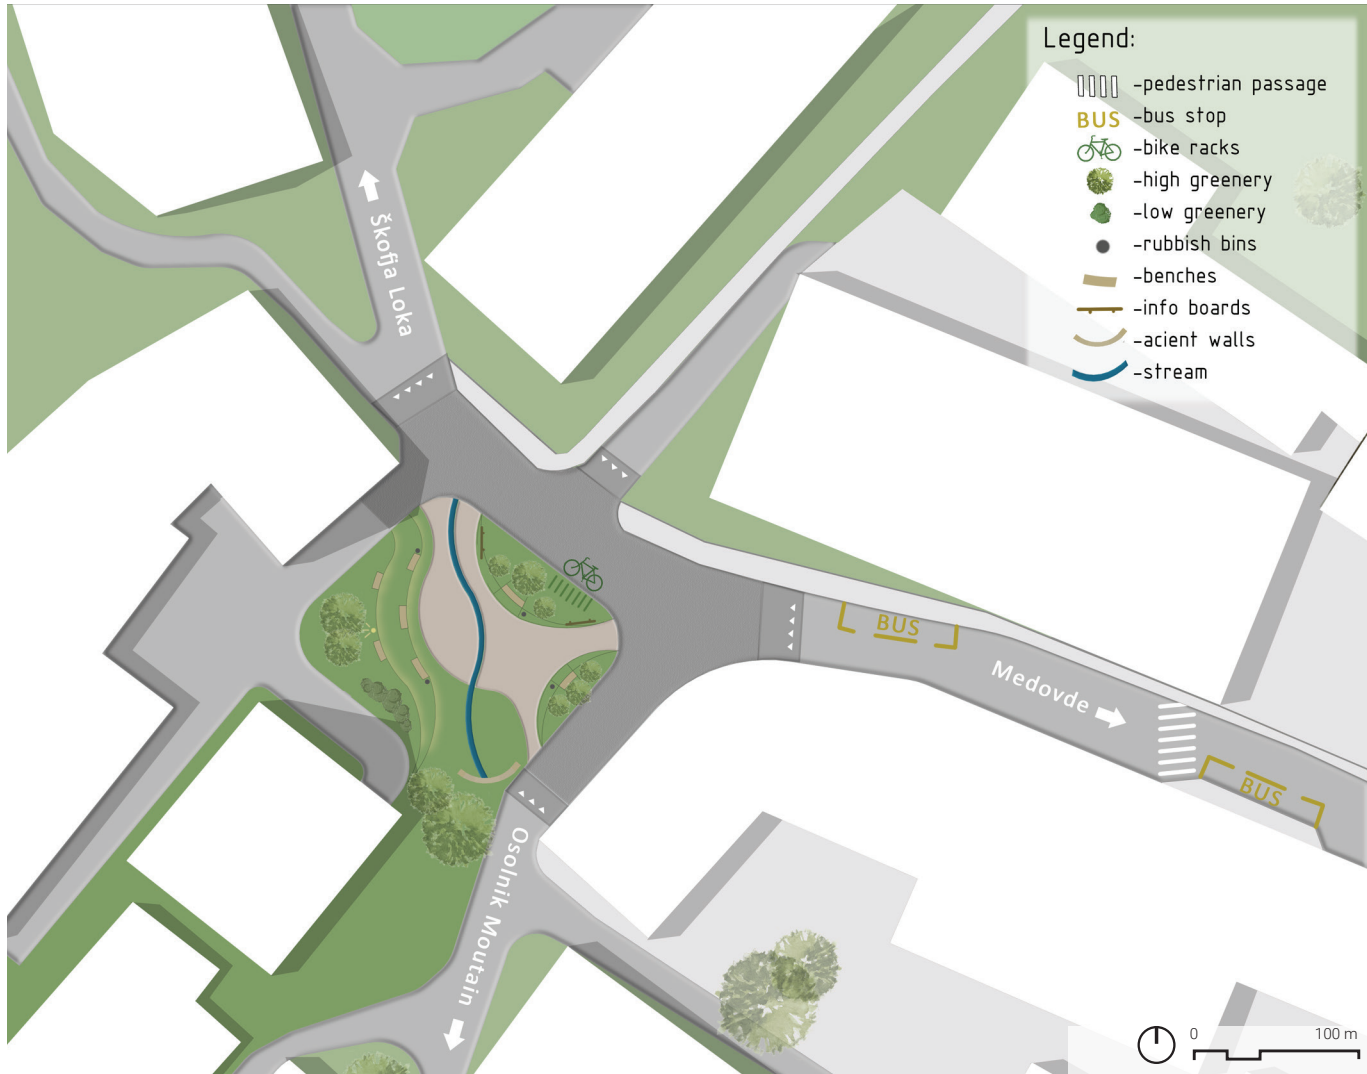 Legend:
-pedestrian passage
BUS -bus stop
-bike racks
-high greenery
-low greenery
-rubbish bins
-benches
-info boards
-acient walls
-stream
Škofja Loka
BUS
Medovde
BUS
Osolnik Moutain
0 100 m